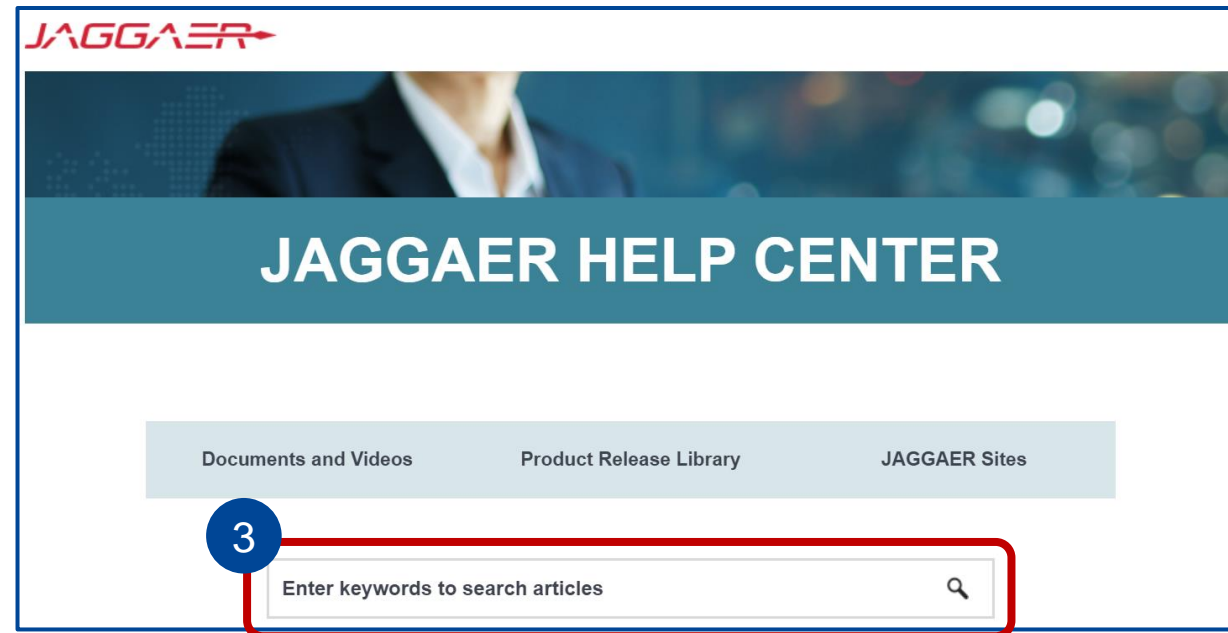 JAGGAER
JAGGAER HELP CENTER
Documents and Videos Product Release Library JAGGAER Sites
3
Enter keywords to search articles